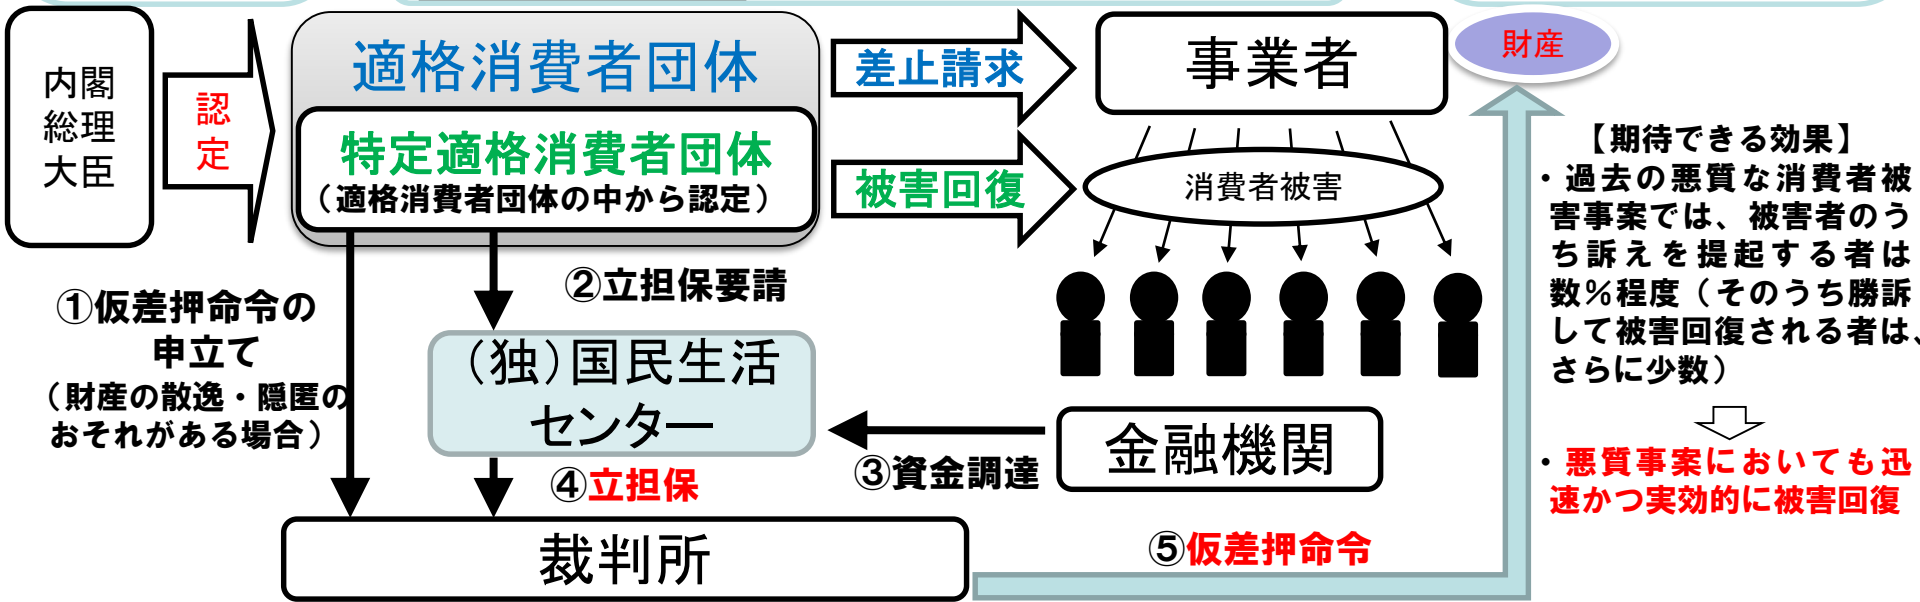 内閣
総理
大臣
認
定
適格消費者団体
特定適格消費者団体
（適格消費者団体の中から認定）
差止請求
被害回復
事業者
財産
消費者被害
①仮差押命令の
申立て
（財産の散逸・隠匿の
おそれがある場合）
②立担保要請
（独）国民生活
センター
③資金調達
金融機関
④立担保
裁判所
⑤仮差押命令
【期待できる効果】
・過去の悪質な消費者被
害事案では、被害者のう
ち訴えを提起する者は
数％程度（そのうち勝訴
して被害回復される者は、
さらに少数）
・悪質事案においても迅
速かつ実効的に被害回復